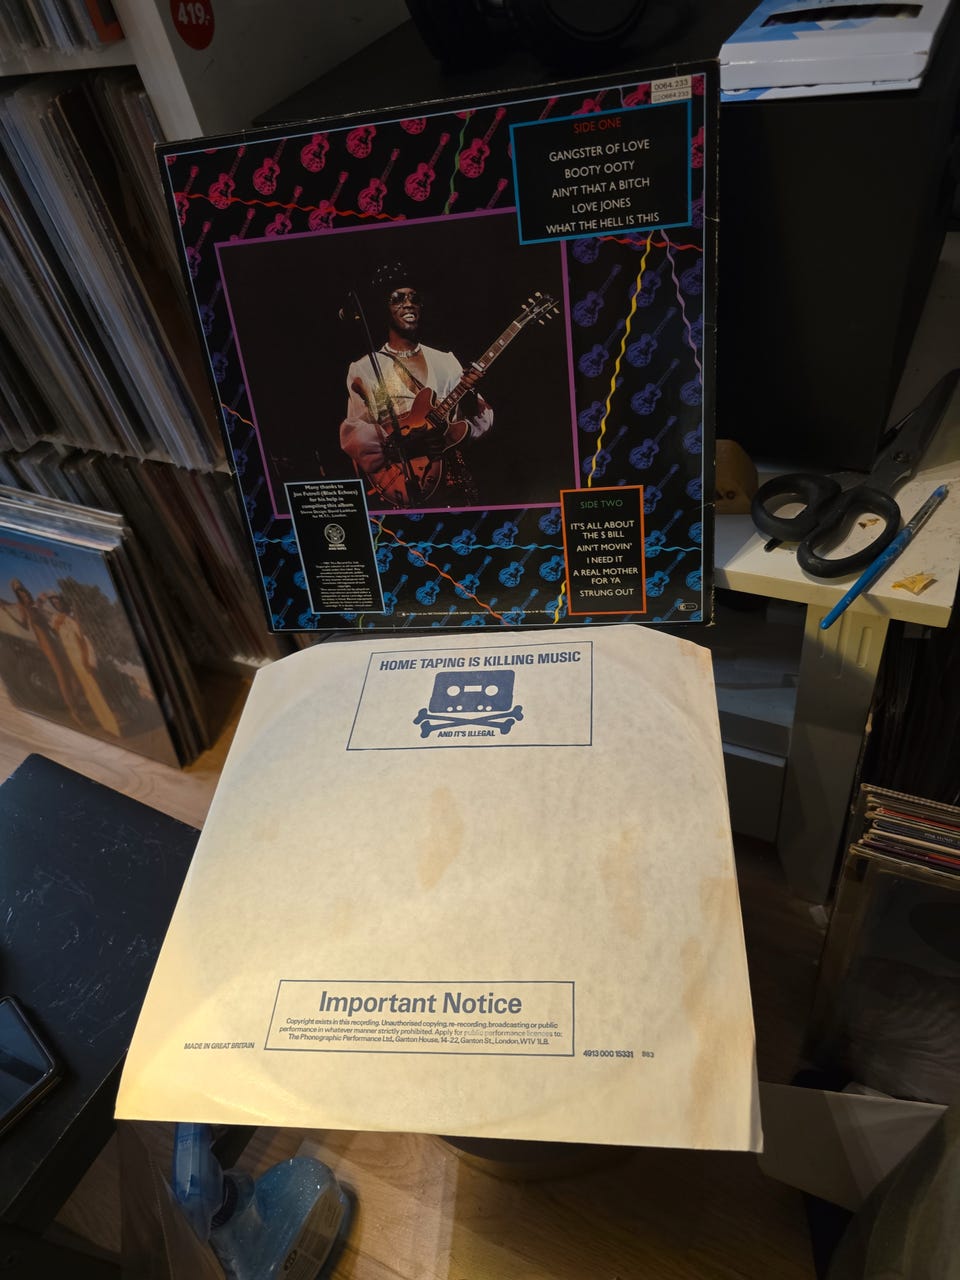 419.-
0064.233
SIDE ONE
GANGSTER OF LOVE
BOOTY OOTY
AIN'T THAT A BITCH
LOVE JONES
WHAT THE HELL IS THIS
Many thanks to
Jon Futrell (Black Echoes)
for his help in
compiling this album
SIDE TWO
IT'S ALL ABOUT
THE $ BILL
AIN'T MOVIN'
I NEED IT
A REAL MOTHER
FOR YA
STRUNG OUT
HOME TAPING IS KILLING MUSIC
AND IT'S ILLEGAL
Important Notice
Copyright exists in this recording. Unauthorised copying, re-recording, broadcasting or public
performance in whatever manner strictly prohibited. Apply for public performance licences to:
The Phonographic Performance Ltd., Ganton House, 14-22, Ganton St., London, W1V 1LB.
MADE IN GREAT BRITAIN
4913 000 15331